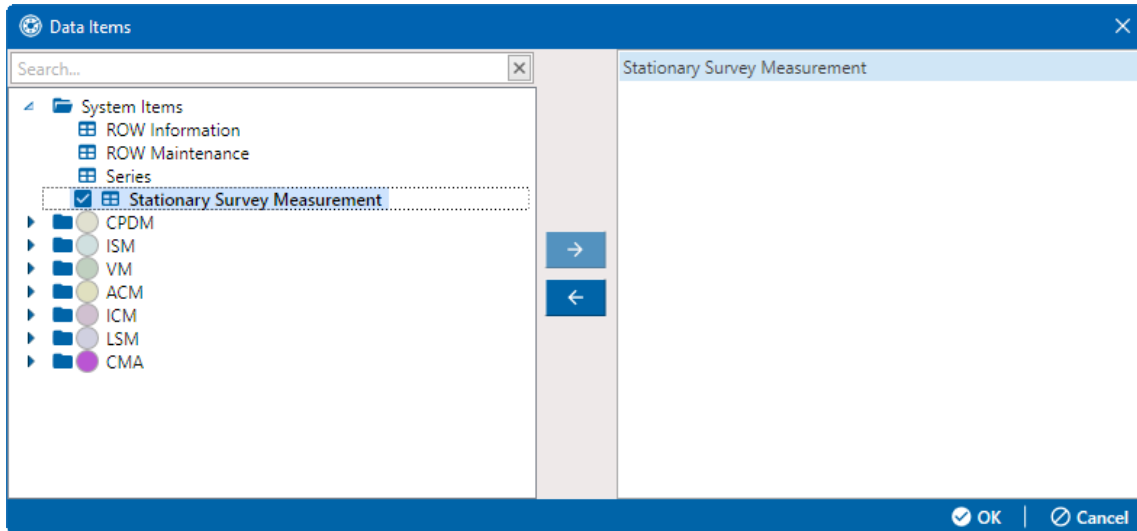 Data Items
Search...
System Items
ROW Information
ROW Maintenance
Series
Stationary Survey Measurement
CPDM
ISM
VM
ACM
ICM
LSM
CMA
Stationary Survey Measurement
OK
Cancel